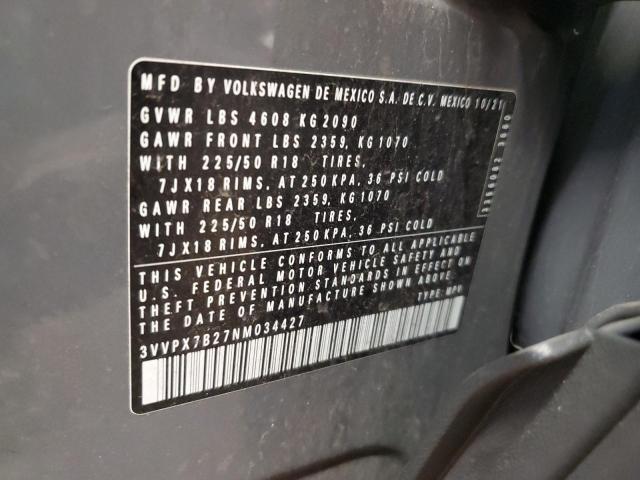 MFD BY VOLKSWAGEN DE MEXICO S.A. DE C.V. MEXICO 10/21
GVWR LBS 4608 KG 2090
GAWR FRONT LBS 2359, KG 1070
WITH 225/50 R18 TIRES,
7JX18 RIMS, AT 250 KPA, 36 PSI COLD
GAWR REAR LBS 2359, KG 1070
WITH 225/50 R18 TIRES,
7JX18 RIMS, AT 250 KPA, 36 PSI COLD
THIS VEHICLE CONFORMS TO ALL APPLICABLE
U.S. FEDERAL MOTOR VEHICLE SAFETY AND
THEFT PREVENTION STANDARDS IN EFFECT ON
THE DATE OF MANUFACTURE SHOWN ABOVE.
3VVPX7B27NM034427
TYPE: MPV